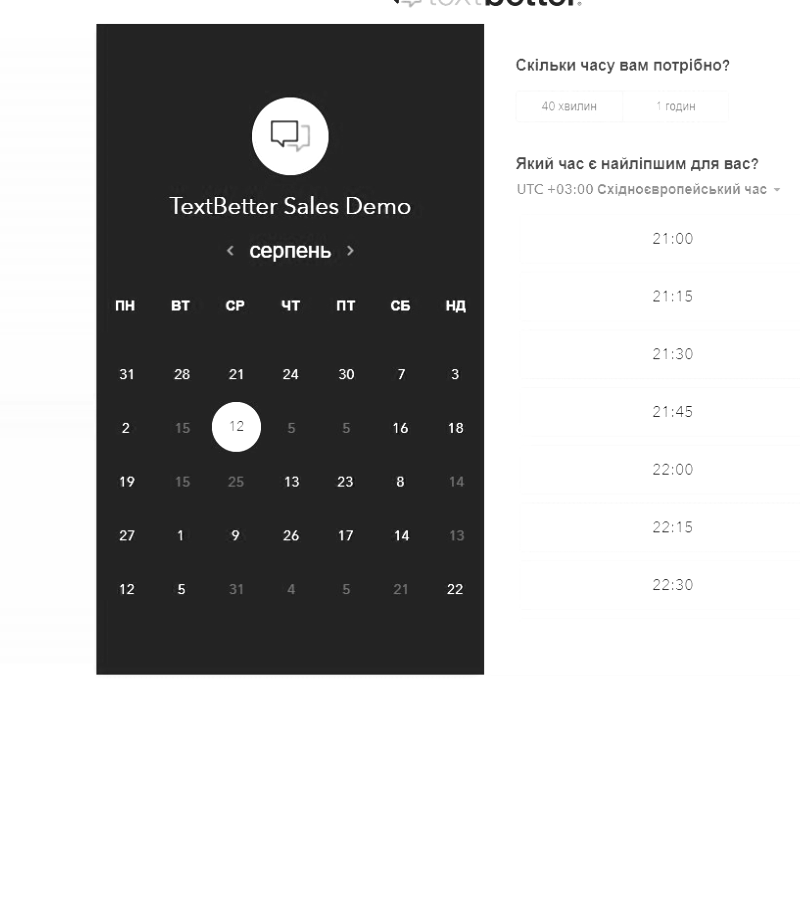 textbetter
TextBetter Sales Demo
серпень
ПН ВТ СР ЧТ ПТ СБ НД
31 28 21 24 30 7 3
2 15 12 5 5 16 18
19 15 25 13 23 8 14
27 1 9 26 17 14 13
12 5 31 4 5 21 22
Скільки часу вам потрібно?
40 хвилин 1 годин
Який час є найліпшим для вас?
UTC +03:00 Східноєвропейський час
21:00
21:15
21:30
21:45
22:00
22:15
22:30